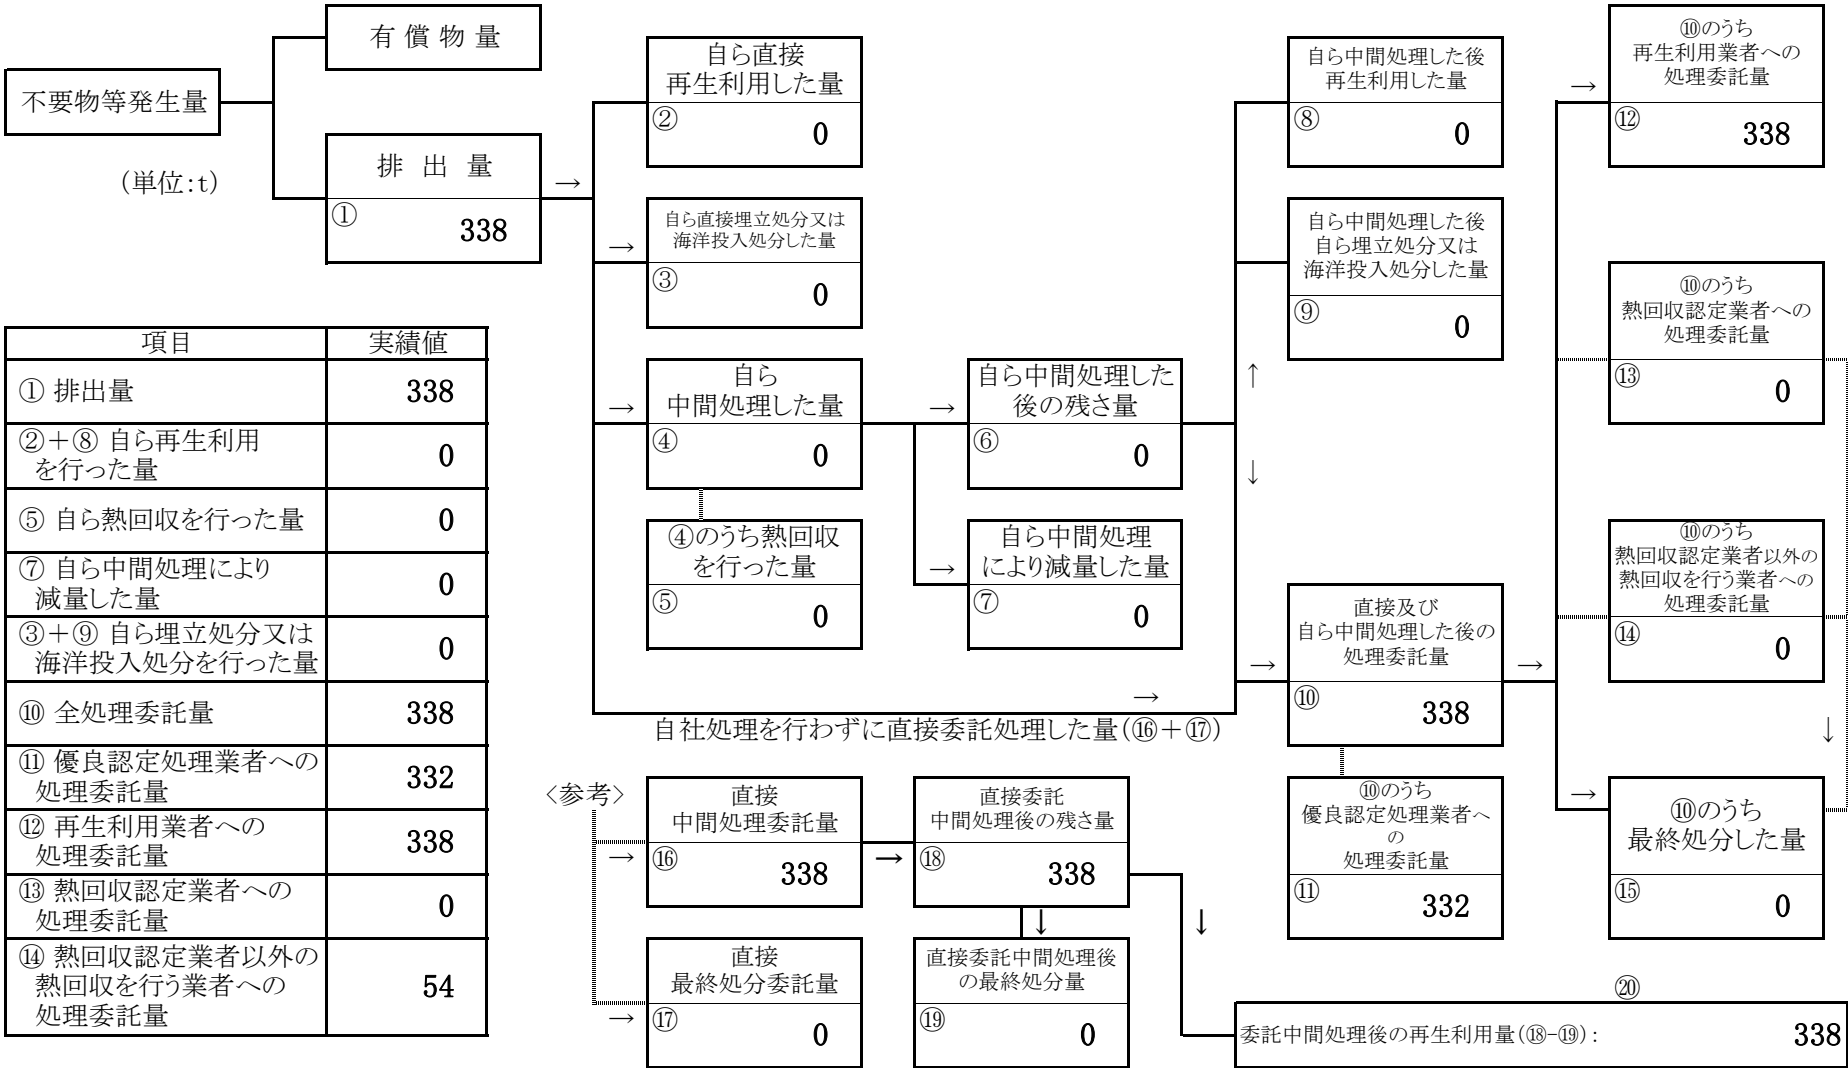 有 償 物 量
不要物等発生量
排 出 量
①
338
（単位:t）
→
自ら直接
再生利用した量
②
0
→
自ら直接埋立処分又は
海洋投入処分した量
③
0
→
自ら
中間処理した量
④
0
④のうち熱回収
を行った量
⑤
0
→
自ら中間処理した
後の残さ量
⑥
0
→
自ら中間処理
により減量した量
⑦
0
自ら中間処理した後
再生利用した量
⑧
0
自ら中間処理した後
自ら埋立処分又は
海洋投入処分した量
⑨
0
↑
↓
→
→
自社処理を行わずに直接委託処理した量(⑯＋⑰)
直接及び
自ら中間処理した後の
処理委託量
⑩
338
⑩のうち
優良認定処理業者へ
の
処理委託量
⑪
332
→
→
⑩のうち
再生利用業者への
処理委託量
⑫
338
⑩のうち
熱回収認定業者への
処理委託量
⑬
0
⑩のうち
熱回収認定業者以外の
熱回収を行う業者への
処理委託量
⑭
0
↓
→
⑩のうち
最終処分した量
⑮
0
項目 実績値
① 排出量 338
②＋⑧ 自ら再生利用
を行った量 0
⑤ 自ら熱回収を行った量 0
⑦ 自ら中間処理により
減量した量 0
③＋⑨ 自ら埋立処分又は
海洋投入処分を行った量 0
⑩ 全処理委託量 338
⑪ 優良認定処理業者への
処理委託量 332
⑫ 再生利用業者への
処理委託量 338
⑬ 熱回収認定業者への
処理委託量 0
⑭ 熱回収認定業者以外の
熱回収を行う業者への
処理委託量 54
<参考>
→
直接
中間処理委託量
⑯
338
→
直接委託
中間処理後の残さ量
⑱
338
↓
↓
→
直接
最終処分委託量
⑰
0
直接委託中間処理後
の最終処分量
⑲
0
⑳
委託中間処理後の再生利用量(⑱-⑲)： 338